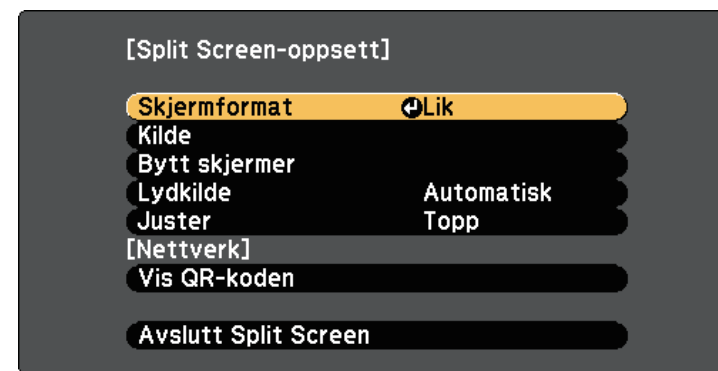 [Split Screen-oppsett]
Skjermformat Lik
Kilde
Bytt skjermer
Lydkilde Automatisk
Juster Topp
[Nettverk]
Vis QR-koden
Avslutt Split Screen